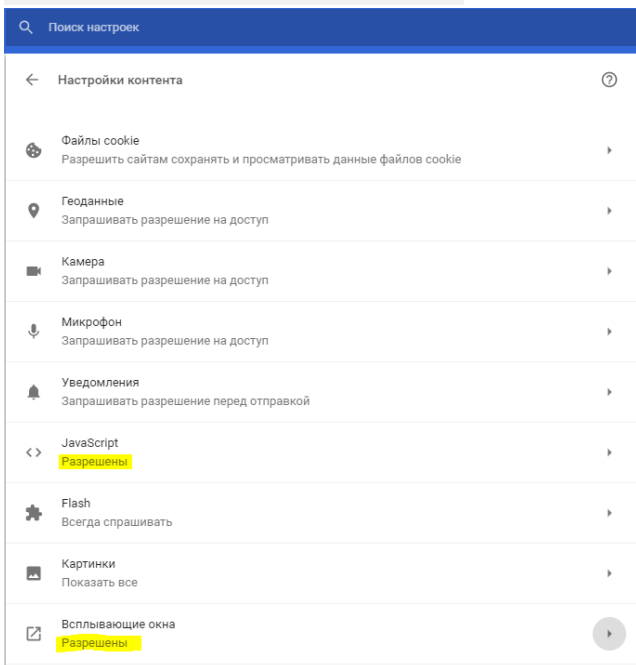 Поиск настроек
Настройки контента
Файлы cookie
Разрешить сайтам сохранять и просматривать данные файлов cookie
Геоданные
Запрашивать разрешение на доступ
Камера
Запрашивать разрешение на доступ
Микрофон
Запрашивать разрешение на доступ
Уведомления
Запрашивать разрешение перед отправкой
JavaScript
Разрешены
Flash
Всегда спрашивать
Картинки
Показать все
Всплывающие окна
Разрешены